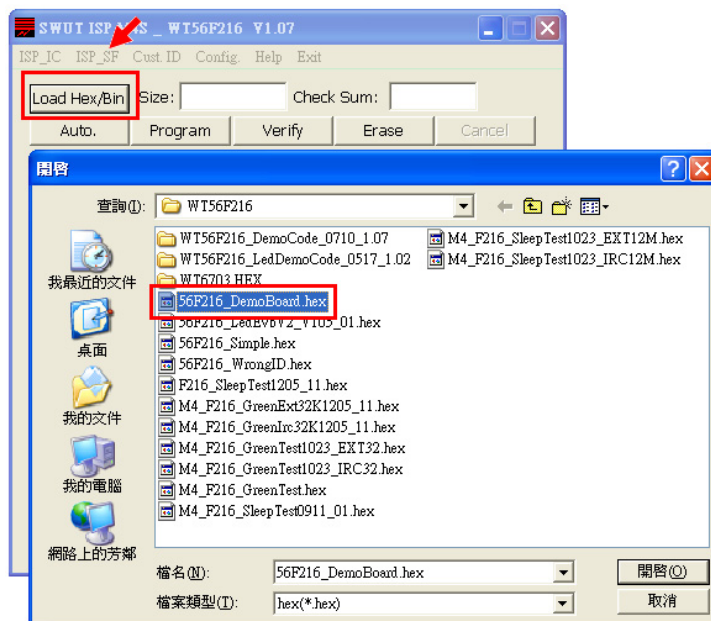 SWUT ISP WT56F216 V1.07
ISP_IC ISP_SF Cust. ID Config. Help Exit
Load Hex/Bin Size: Check Sum:
Auto. Program Verify Erase Cancel
開啓
查詢(I): WT56F216
WT56F216_DemoCode_0710_1.07
WT56F216_LedDemoCode_0517_1.02
WT6703 HEX
56F216_DemoBoard.hex
56F216_LedEvbV2_V105_01.hex
56F216_Simple.hex
56F216_WrongID.hex
F216_SleepTest1205_11.hex
M4_F216_GreenExt32K1205_11.hex
M4_F216_GreenIrc32K1205_11.hex
M4_F216_GreenTest1023_EXT32.hex
M4_F216_GreenTest1023_IRC32.hex
M4_F216_GreenTest.hex
M4_F216_SleepTest0911_01.hex
M4_F216_SleepTest1023_EXT12M.hex
M4_F216_SleepTest1023_IRC12M.hex
我最近的文件
桌面
我的文件
我的電腦
網路上的芳鄰
檔名(N): 56F216_DemoBoard.hex 開啓(O)
檔案類型(T): hex(*.hex) 取消